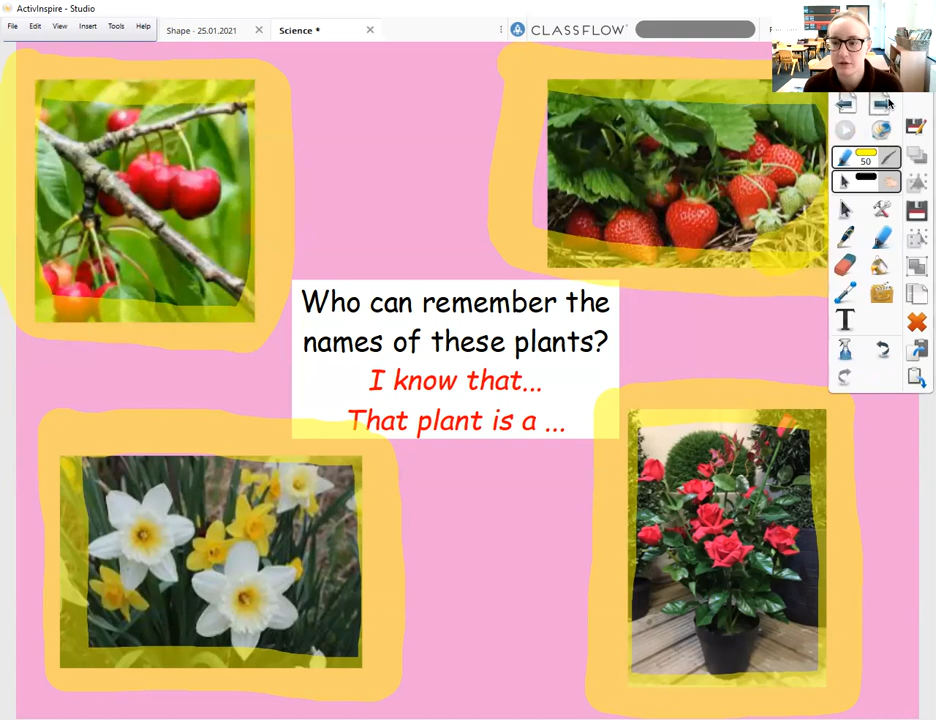 ActivInspire - Studio
File Edit View Insert Tools Help
Shape - 25.01.2021
Science *
CLASSFLOW
50
T
Who can remember the
names of these plants?
I know that...
That plant is a ...